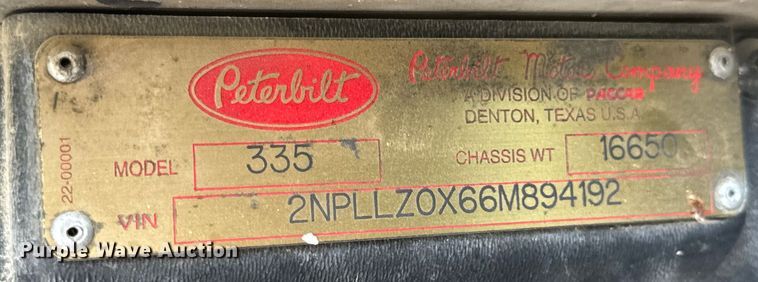 Peterbilt
Peterbilt Motors Company
A DIVISION OF PACCAR
DENTON, TEXAS U.S.A.
MODEL 335
CHASSIS WT 16650
VIN 2NPLLZ0X66M894192
22-00001
Purple Wave Auction